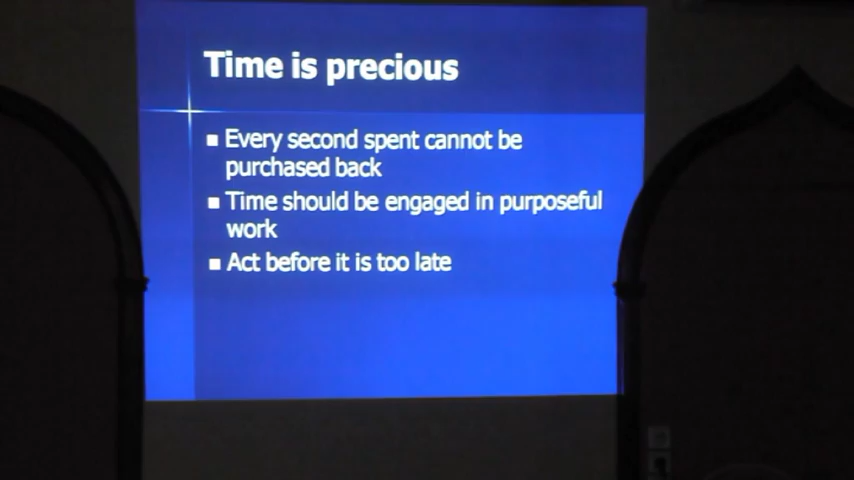 Time is precious
■ Every second spent cannot be
purchased back
■ Time should be engaged in purposeful
work
■ Act before it is too late